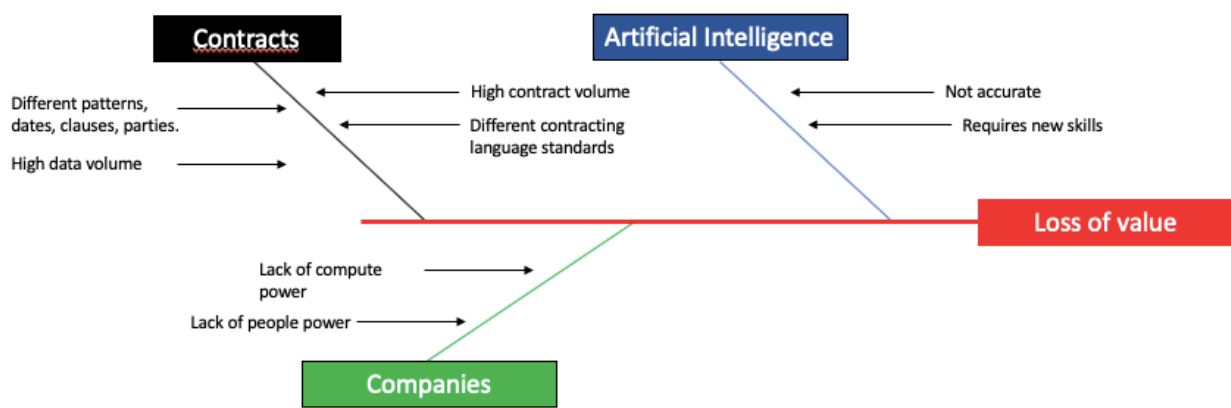 Contracts
Artificial Intelligence
Different patterns,
dates, clauses, parties.
High data volume
High contract volume
Different contracting
language standards
Not accurate
Requires new skills
Loss of value
Lack of compute
power
Lack of people power
Companies